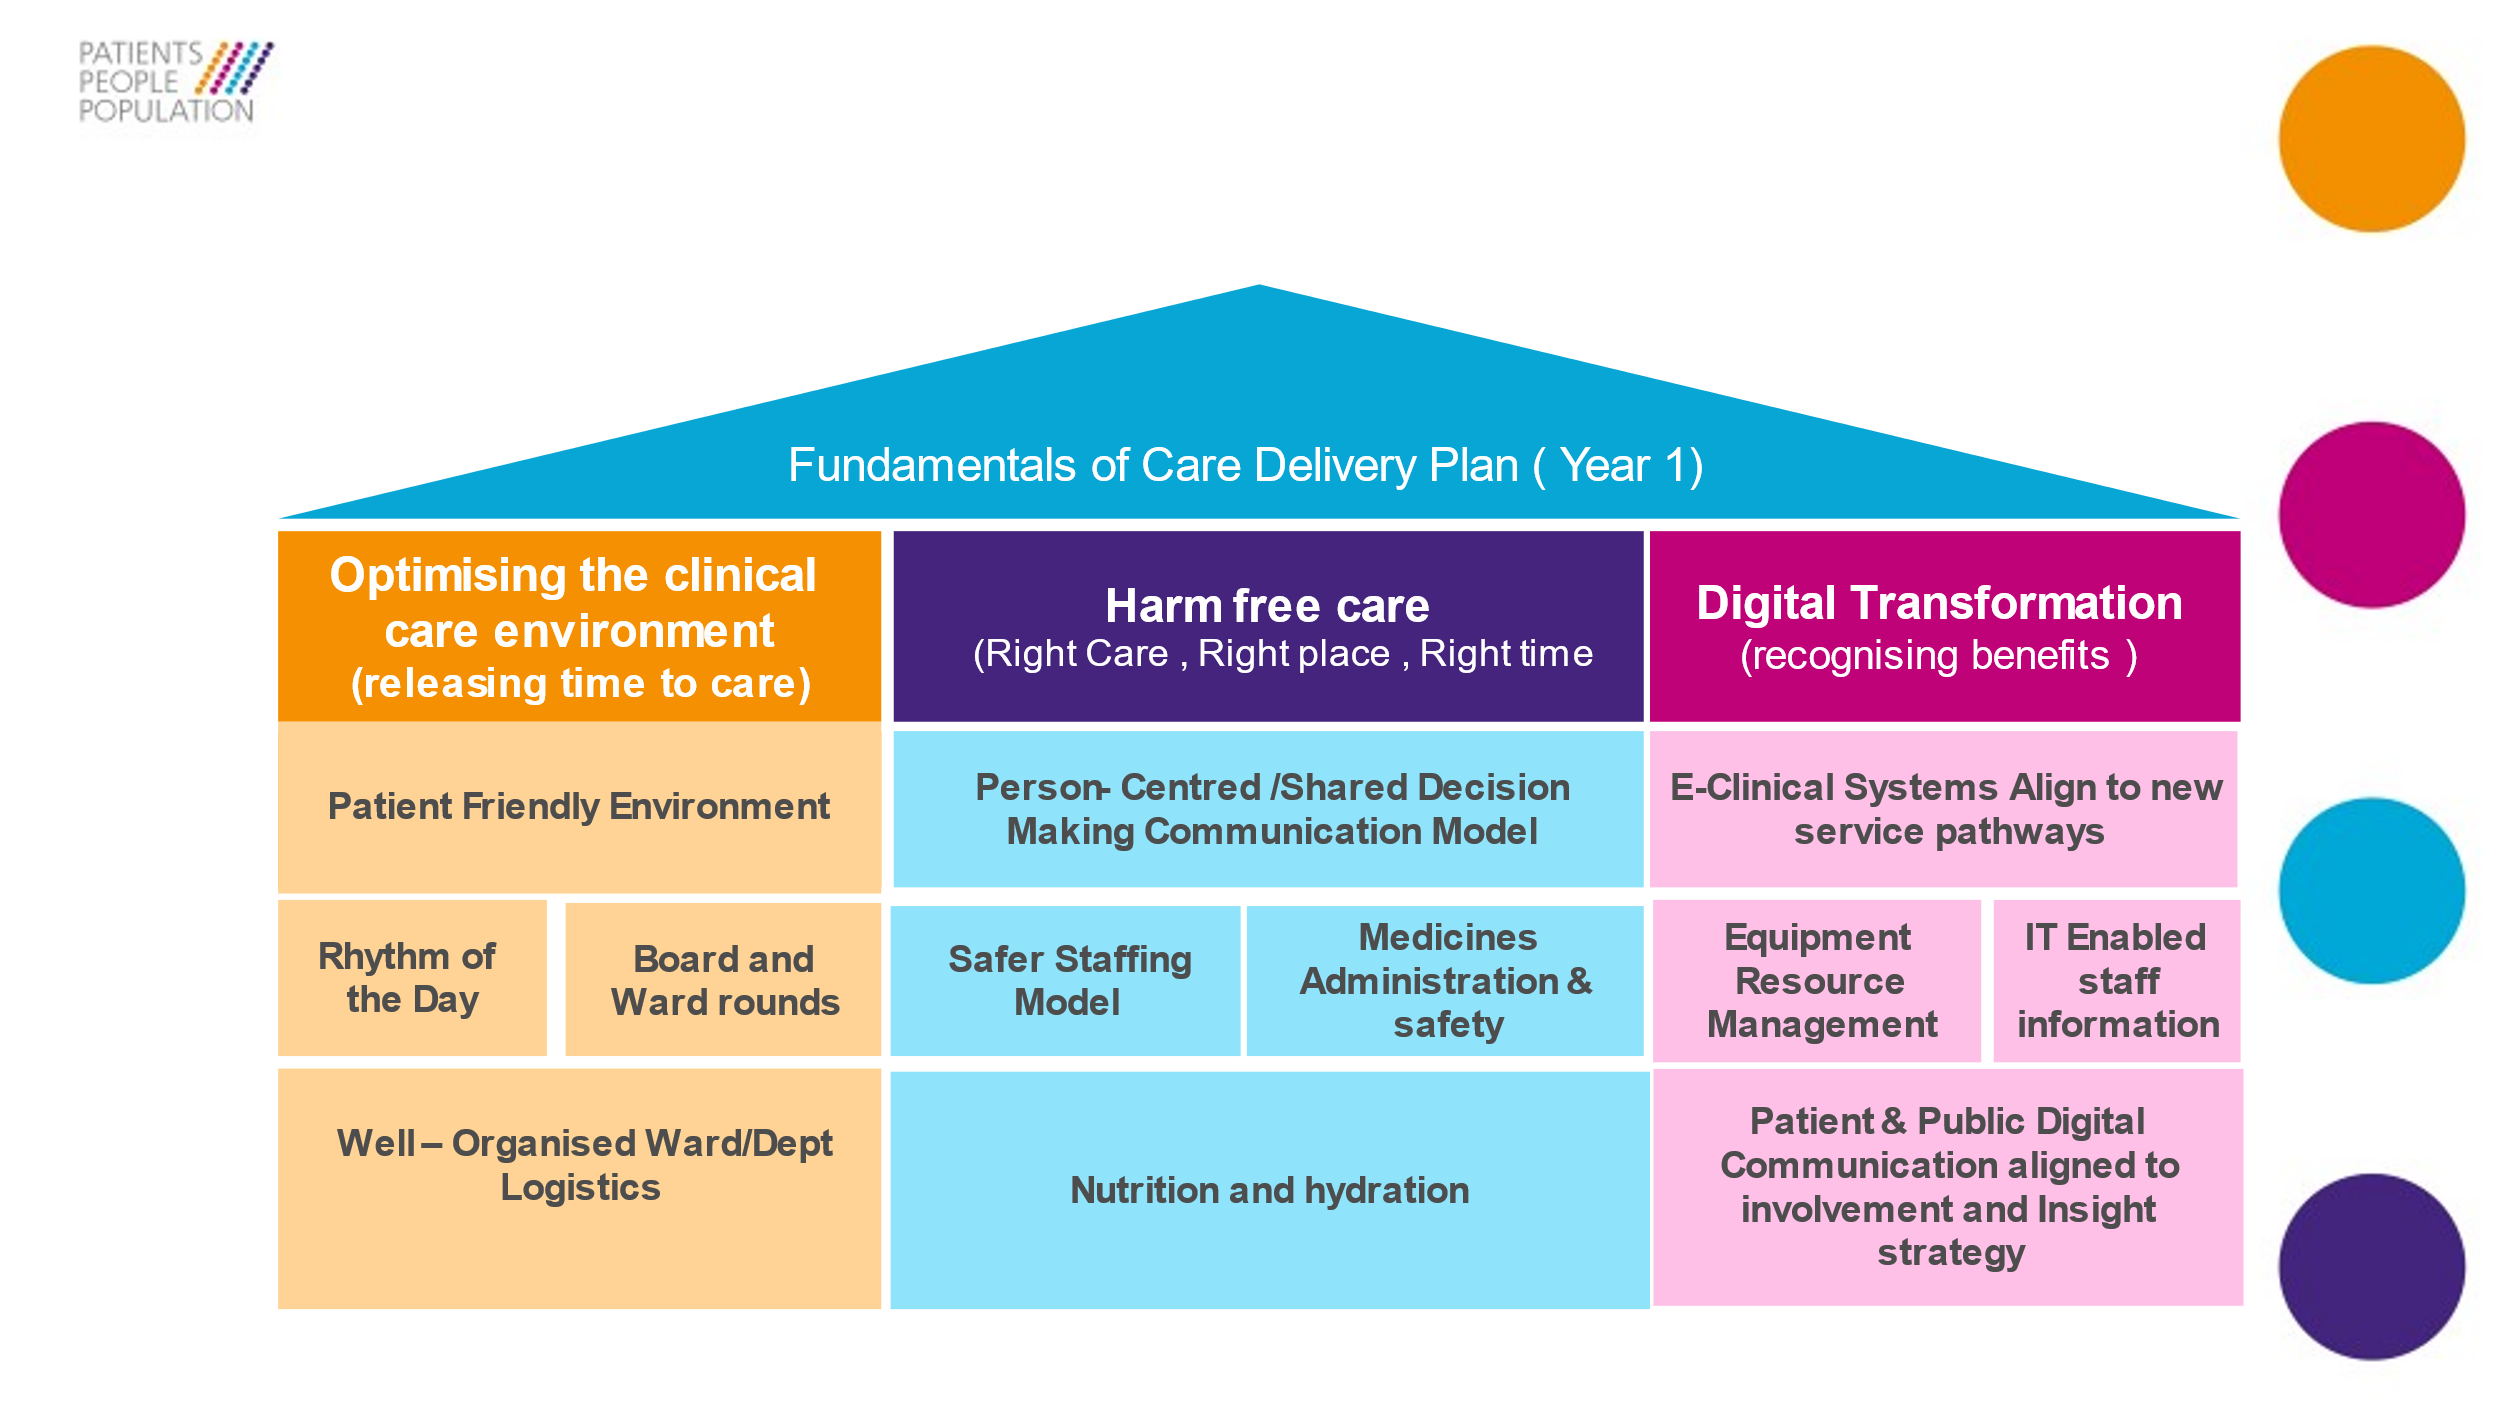 PATIENTS
PEOPLE
POPULATION
Fundamentals of Care Delivery Plan ( Year 1)
Optimising the clinical
care environment
(releasing time to care)
Harm free care
(Right Care , Right place , Right time
Digital Transformation
(recognising benefits )
Patient Friendly Environment
Person- Centred /Shared Decision
Making Communication Model
E-Clinical Systems Align to new
service pathways
Rhythm of
the Day
Board and
Ward rounds
Safer Staffing
Model
Medicines
Administration &
safety
Equipment
Resource
Management
IT Enabled
staff
information
Well – Organised Ward/Dept
Logistics
Nutrition and hydration
Patient & Public Digital
Communication aligned to
involvement and Insight
strategy